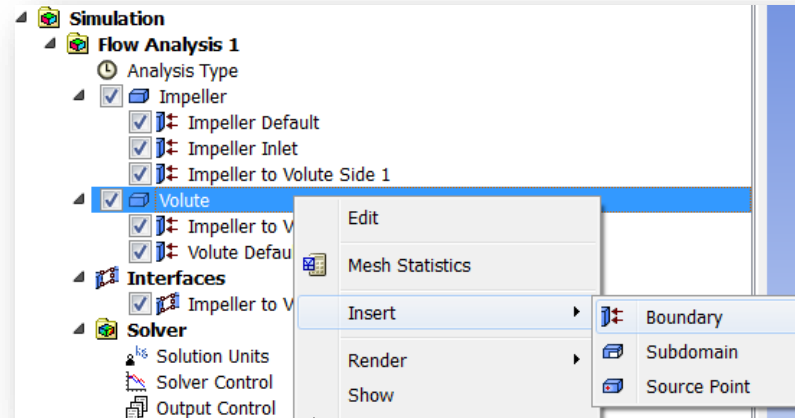 Simulation
Flow Analysis 1
Analysis Type
Impeller
Impeller Default
Impeller Inlet
Impeller to Volute Side 1
Volute
Impeller to V
Volute Defau
Interfaces
Impeller to V
Solver
Solution Units
Solver Control
Output Control
Edit
Mesh Statistics
Insert
Render
Show
Boundary
Subdomain
Source Point